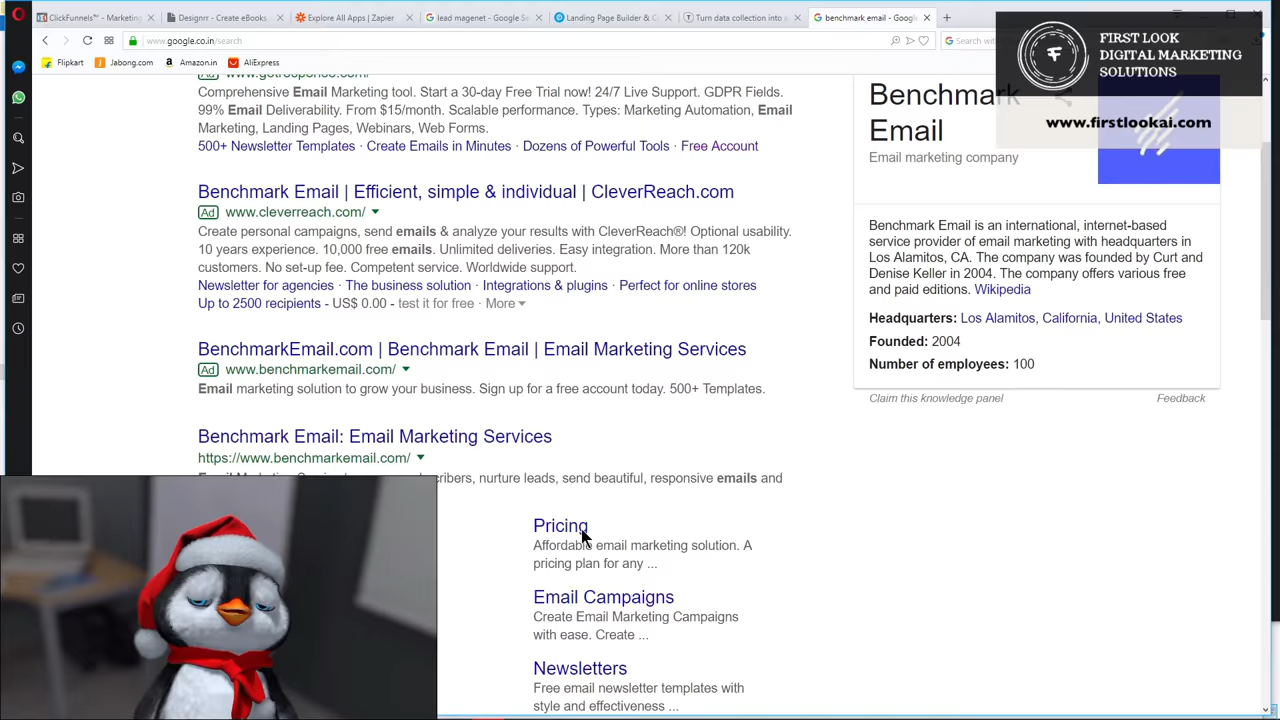 ClickFunnels™ - Marketing
Designrr - Create eBooks
Explore All Apps | Zapier
lead magenet - Google Se
Landing Page Builder & C
Turn data collection into a
benchmark email - Google
www.google.co.in/search
Search with
Flipkart
Jabong.com
Amazon.in
AliExpress
FIRST LOOK
DIGITAL MARKETING
SOLUTIONS
www.firstlookai.com
Comprehensive Email Marketing tool. Start a 30-day Free Trial now! 24/7 Live Support. GDPR Fields.
99% Email Deliverability. From $15/month. Scalable performance. Types: Marketing Automation, Email
Marketing, Landing Pages, Webinars, Web Forms.
500+ Newsletter Templates · Create Emails in Minutes · Dozens of Powerful Tools · Free Account
Benchmark Email | Efficient, simple & individual | CleverReach.com
Ad www.cleverreach.com/
Create personal campaigns, send emails & analyze your results with CleverReach®! Optional usability.
10 years experience. 10,000 free emails. Unlimited deliveries. Easy integration. More than 120k
customers. No set-up fee. Competent service. Worldwide support.
Newsletter for agencies · The business solution · Integrations & plugins · Perfect for online stores
Up to 2500 recipients - US$ 0.00 - test it for free · More
BenchmarkEmail.com | Benchmark Email | Email Marketing Services
Ad www.benchmarkemail.com/
Email marketing solution to grow your business. Sign up for a free account today. 500+ Templates.
Benchmark Email: Email Marketing Services
https://www.benchmarkemail.com/
nurture leads, send beautiful, responsive emails and
Pricing
Affordable email marketing solution. A
pricing plan for any ...
Email Campaigns
Create Email Marketing Campaigns
with ease. Create ...
Newsletters
Free email newsletter templates with
style and effectiveness ...
Benchmark
Email
Email marketing company
Benchmark Email is an international, internet-based
service provider of email marketing with headquarters in
Los Alamitos, CA. The company was founded by Curt and
Denise Keller in 2004. The company offers various free
and paid editions. Wikipedia
Headquarters: Los Alamitos, California, United States
Founded: 2004
Number of employees: 100
Claim this knowledge panel
Feedback